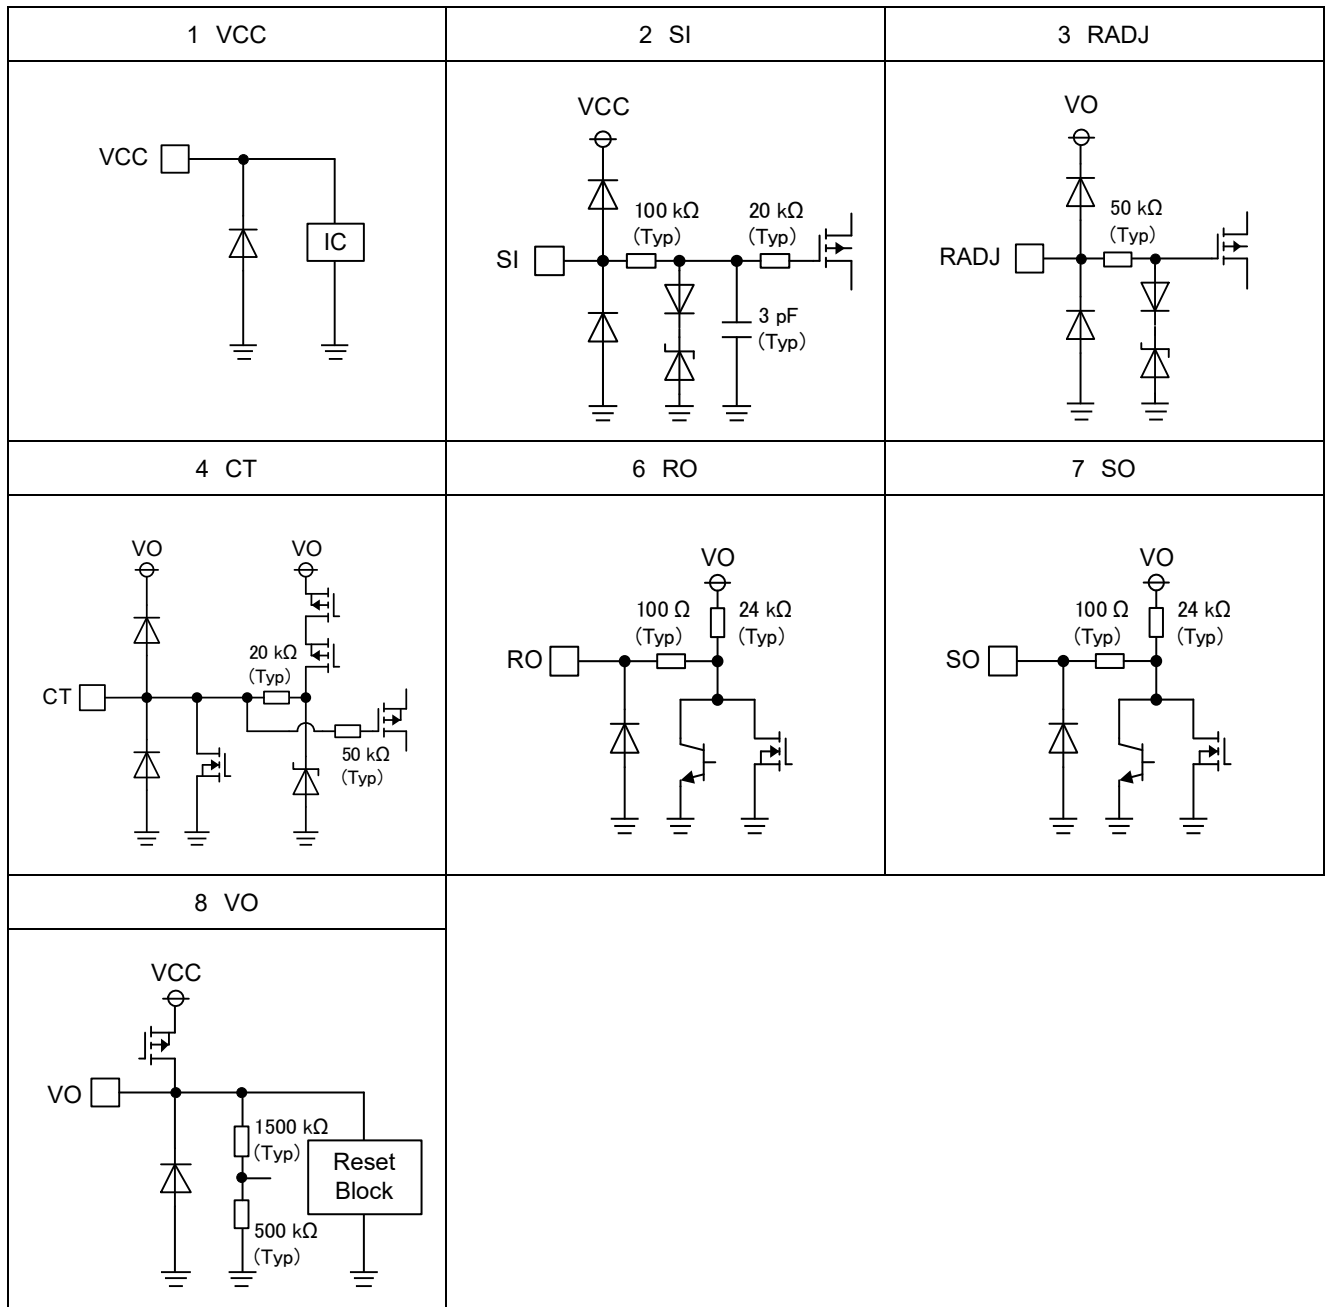 1 VCC
2 SI
3 RADJ
VCC
IC
VCC
SI
100 kΩ
(Typ)
20 kΩ
(Typ)
3 pF
(Typ)
VO
RADJ
50 kΩ
(Typ)
4 CT
6 RO
7 SO
VO
VO
CT
20 kΩ
(Typ)
50 kΩ
(Typ)
VO
RO
100 Ω
(Typ)
24 kΩ
(Typ)
VO
SO
100 Ω
(Typ)
24 kΩ
(Typ)
8 VO
VCC
VO
1500 kΩ
(Typ)
500 kΩ
(Typ)
Reset
Block